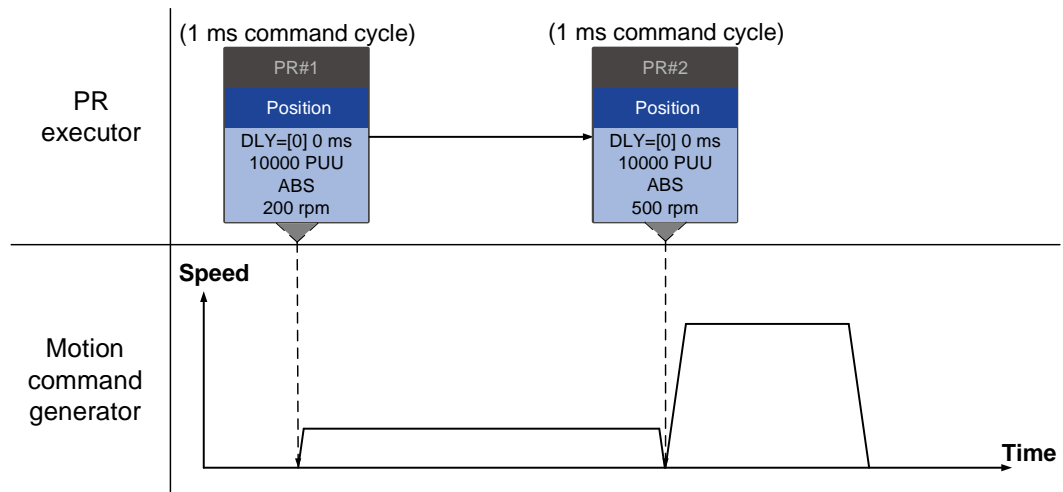 (1 ms command cycle)
(1 ms command cycle)
PR#1
PR#2
PR
executor
Position
Position
DLY=[0] 0 ms
10000 PUU
ABS
200 rpm
DLY=[0] 0 ms
10000 PUU
ABS
500 rpm
Speed
Motion
command
generator
Time